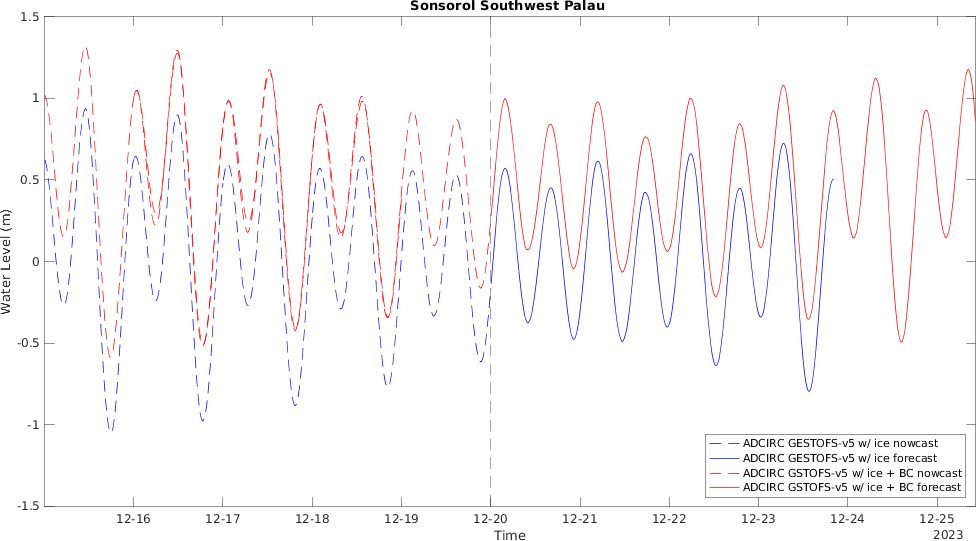 Sonsorol Southwest Palau
Water Level (m)
1.5
1
0.5
0
-0.5
-1
-1.5
12-16
12-17
12-18
12-19
12-20
12-21
12-22
12-23
12-24
12-25
2023
Time
ADCIRC GESTOFS-v5 w/ ice nowcast
ADCIRC GESTOFS-v5 w/ ice forecast
ADCIRC GSTOFS-v5 w/ ice + BC nowcast
ADCIRC GSTOFS-v5 w/ ice + BC forecast